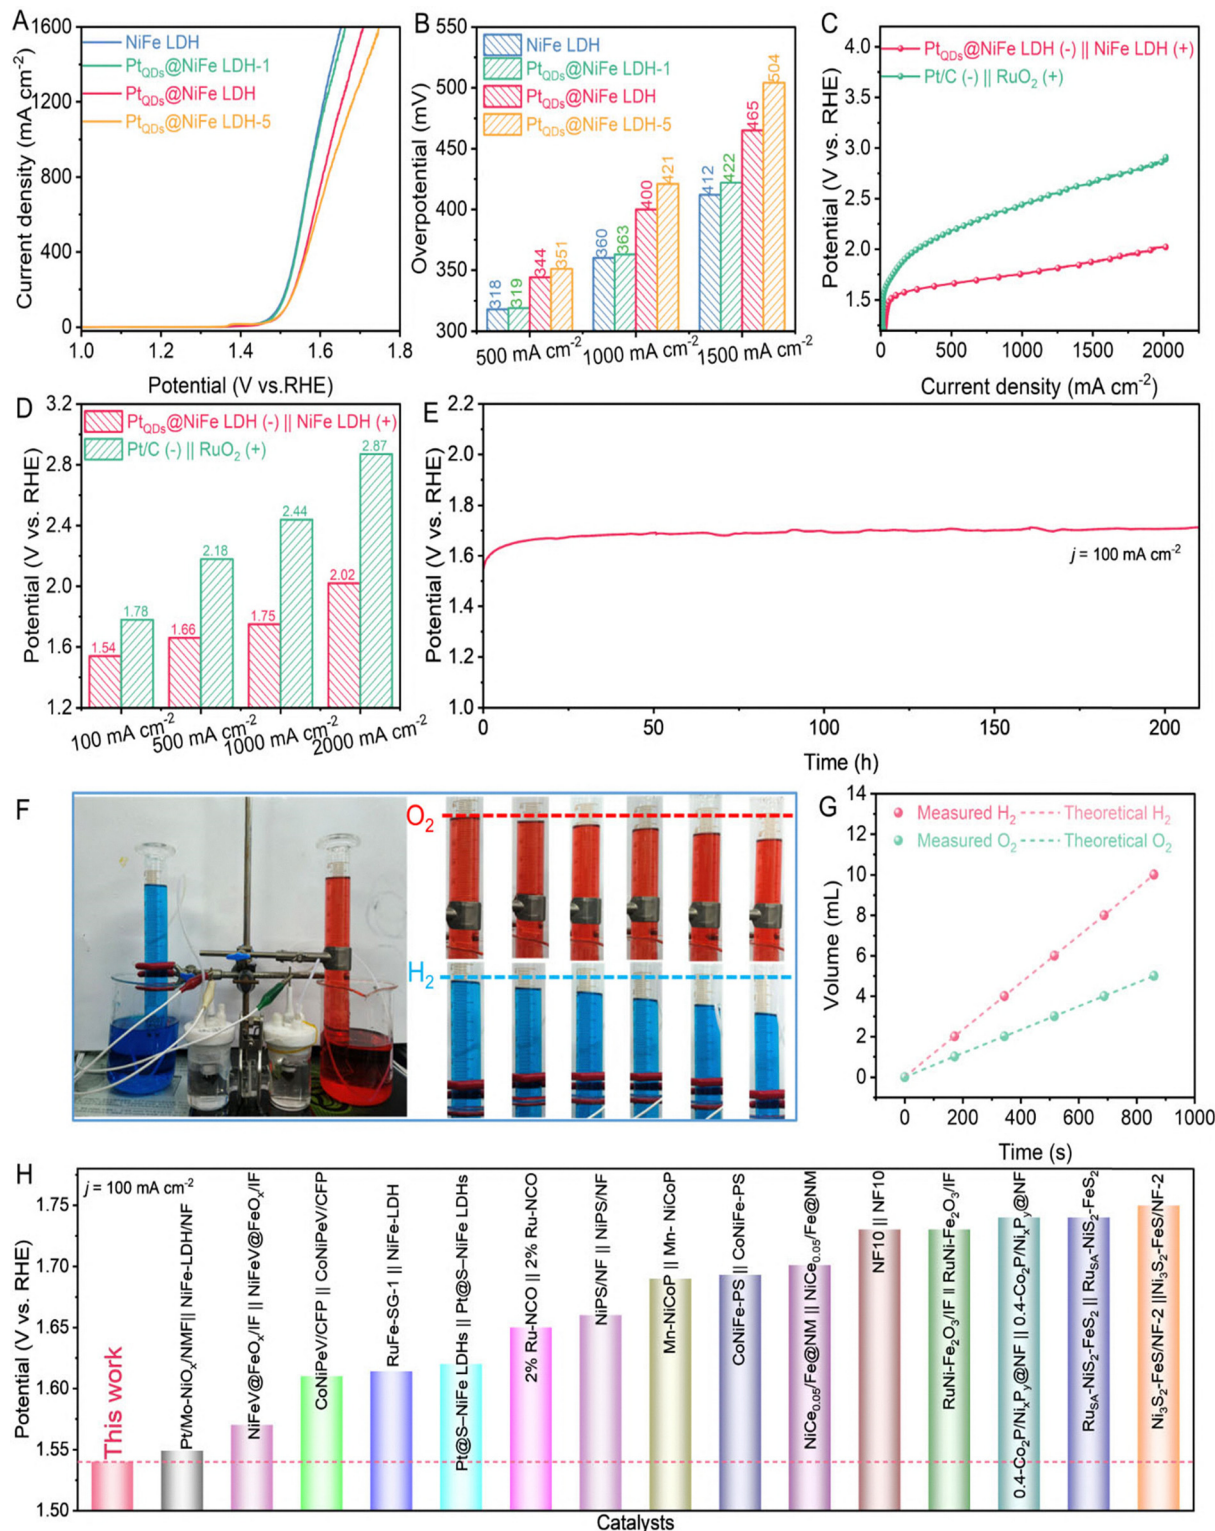 A
1600
1200
800
400
0
Current density (mA cm⁻²)
NiFe LDH
Pt_QDs@NiFe LDH-1
Pt_QDs@NiFe LDH
Pt_QDs@NiFe LDH-5
1.0 1.2 1.4 1.6 1.8
Potential (V vs.RHE)
B
500
450
400
350
300
Overpotential (mV)
NiFe LDH
Pt_QDs@NiFe LDH-1
Pt_QDs@NiFe LDH
Pt_QDs@NiFe LDH-5
318 319 344 351
360 363 400 421
412 422 465 504
500 mA cm⁻² 1000 mA cm⁻² 1500 mA cm⁻²
C
4.0
3.5
3.0
2.5
2.0
1.5
Potential (V vs. RHE)
Pt_QDs@NiFe LDH (-) || NiFe LDH (+)
Pt/C (-) || RuO₂ (+)
0 500 1000 1500 2000
Current density (mA cm⁻²)
D
3.2
2.8
2.4
2.0
1.6
1.2
Potential (V vs. RHE)
Pt_QDs@NiFe LDH (-) || NiFe LDH (+)
Pt/C (-) || RuO₂ (+)
1.54 1.78
1.66 2.18
1.75 2.44
2.02 2.87
100 mA cm⁻² 500 mA cm⁻² 1000 mA cm⁻² 2000 mA cm⁻²
E
2.2
2.0
1.8
1.6
1.4
1.2
1.0
Potential (V vs. RHE)
j = 100 mA cm⁻²
0 50 100 150 200
Time (h)
F
O₂
H₂
G
14
12
10
8
6
4
2
0
Volume (mL)
Measured H₂ Theoretical H₂
Measured O₂ Theoretical O₂
0 200 400 600 800 1000
Time (s)
H
j = 100 mA cm⁻²
1.75
1.70
1.65
1.60
1.55
1.50
Potential (V vs. RHE)
This work
Pt/Mo-NiOₓ/NMF|| NiFe-LDH/NF
NiFeV@FeOₓ/IF || NiFeV@FeOₓ/IF
CoNiPeV/CFP || CoNiPeV/CFP
RuFe-SG-1 || NiFe-LDH
Pt@S–NiFe LDHs || Pt@S–NiFe LDHs
2% Ru-NCO || 2% Ru-NCO
NiPS/NF || NiPS/NF
Mn-NiCoP || Mn- NiCoP
CoNiFe-PS || CoNiFe-PS
NiCe₀.₀₅/Fe@NM || NiCe₀.₀₅/Fe@NM
NF10 || NF10
RuNi-Fe₂O₃/IF || RuNi-Fe₂O₃/IF
0.4-Co₂P/NiₓP_y@NF || 0.4-Co₂P/NiₓP_y@NF
Ru_SA-NiS₂-FeS₂ || Ru_SA-NiS₂-FeS₂
Ni₃S₂-FeS/NF-2 ||Ni₃S₂-FeS/NF-2
Catalysts